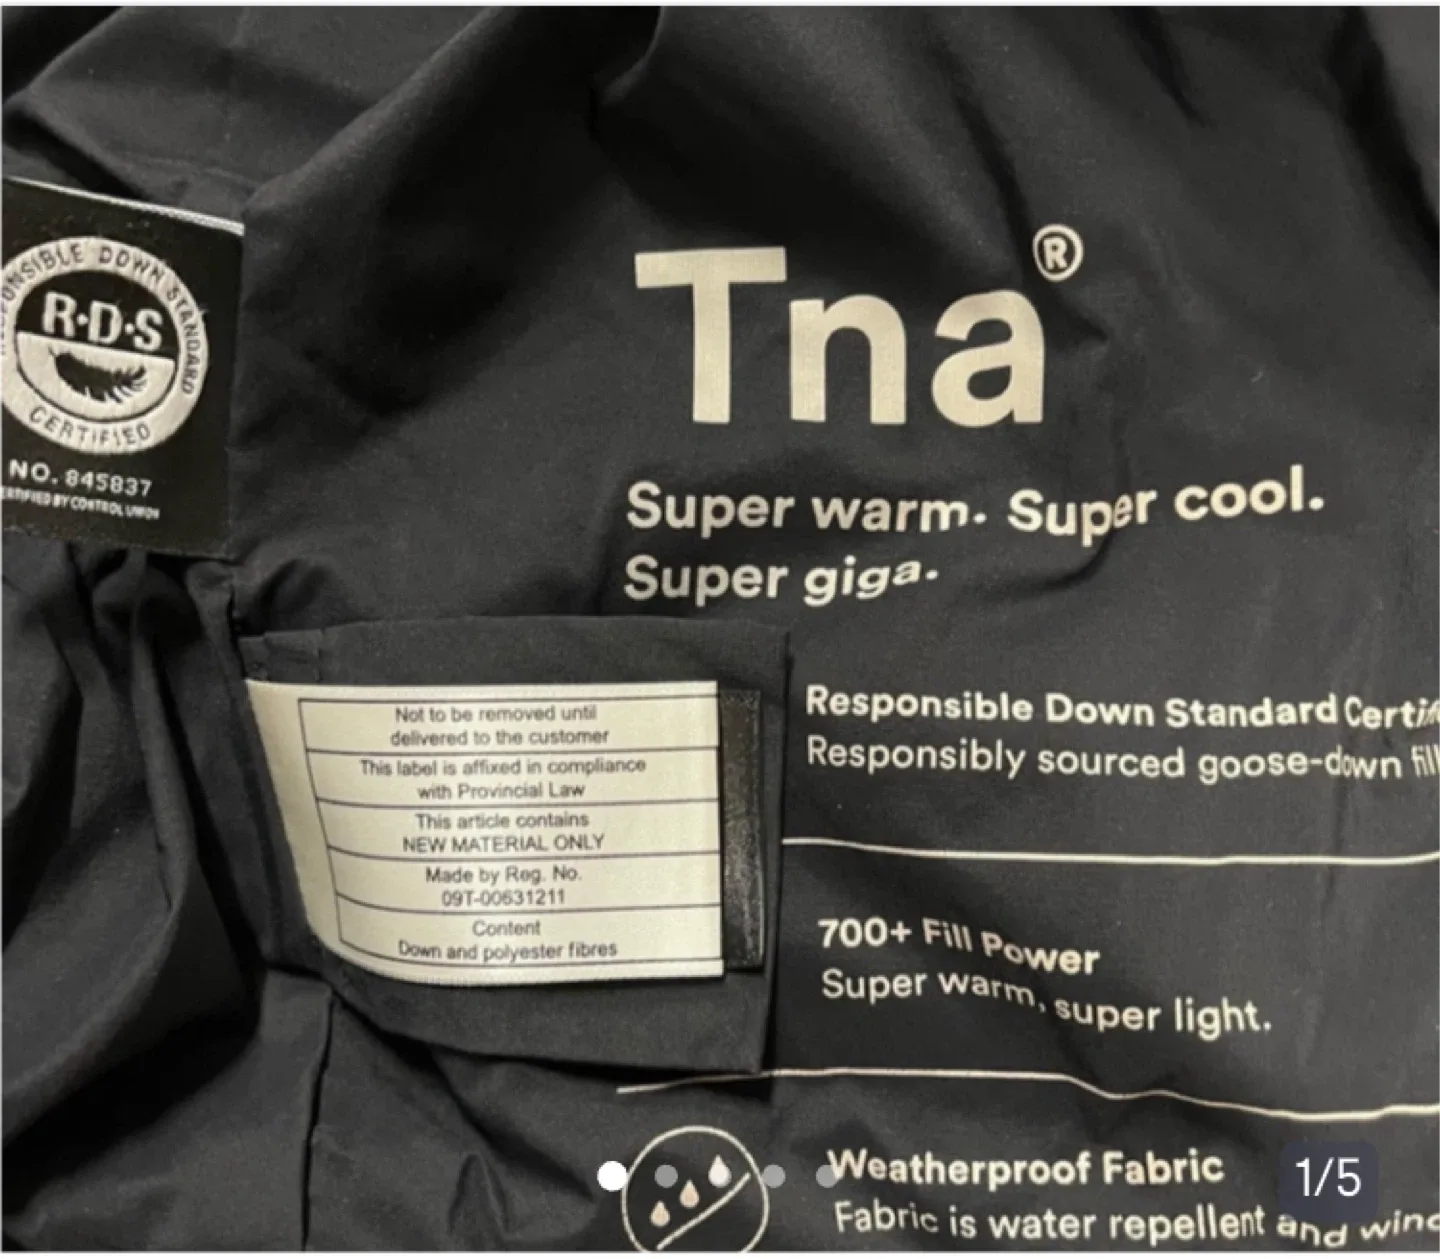 DOWN STANDARD
R·D·S
CERTIFIED
NO. 845837
CERTIFIED BY CONTROL UNION
Tna®
Super warm. Super cool.
Super giga.
Not to be removed until
delivered to the customer
This label is affixed in compliance
with Provincial Law
This article contains
NEW MATERIAL ONLY
Made by Reg. No.
09T-00631211
Content
Down and polyester fibres
Responsible Down Standard
Responsibly sourced goose-down fill
700+ Fill Power
Super warm, super light.
Weatherproof Fabric
Fabric is water repellent and wind
1/5